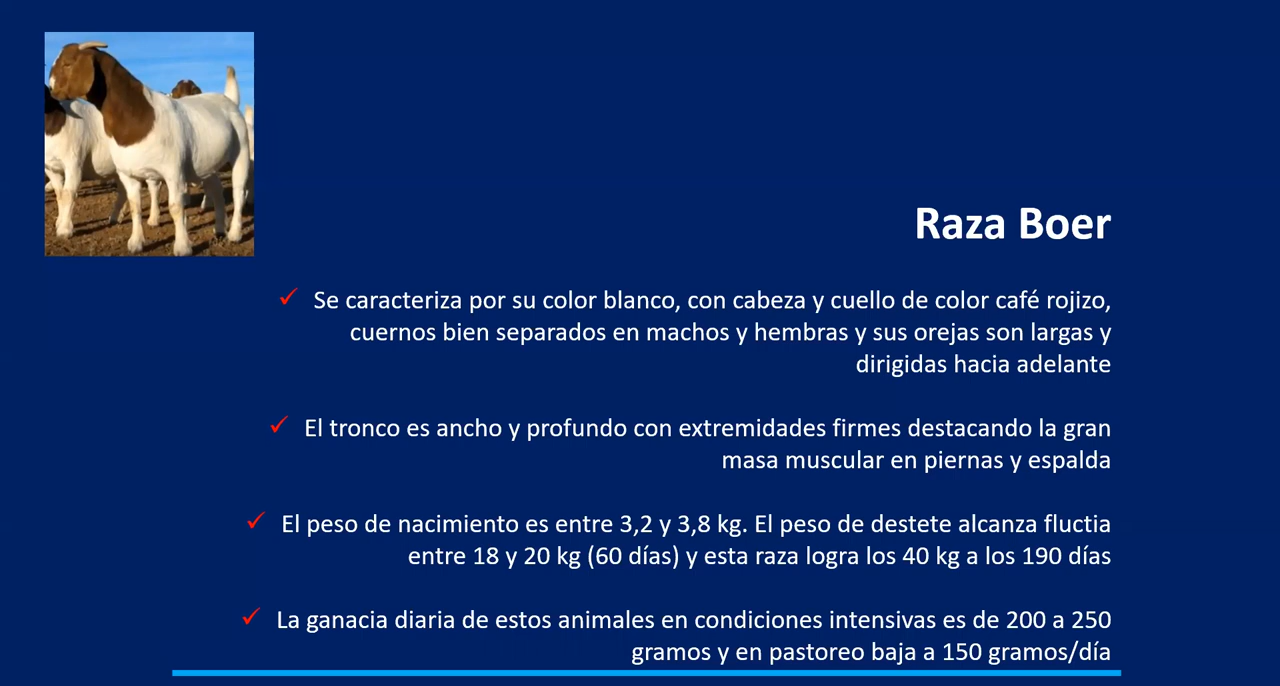 Raza Boer
✓ Se caracteriza por su color blanco, con cabeza y cuello de color café rojizo,
cuernos bien separados en machos y hembras y sus orejas son largas y
dirigidas hacia adelante
✓ El tronco es ancho y profundo con extremidades firmes destacando la gran
masa muscular en piernas y espalda
✓ El peso de nacimiento es entre 3,2 y 3,8 kg. El peso de destete alcanza fluctia
entre 18 y 20 kg (60 días) y esta raza logra los 40 kg a los 190 días
✓ La ganacia diaria de estos animales en condiciones intensivas es de 200 a 250
gramos y en pastoreo baja a 150 gramos/día